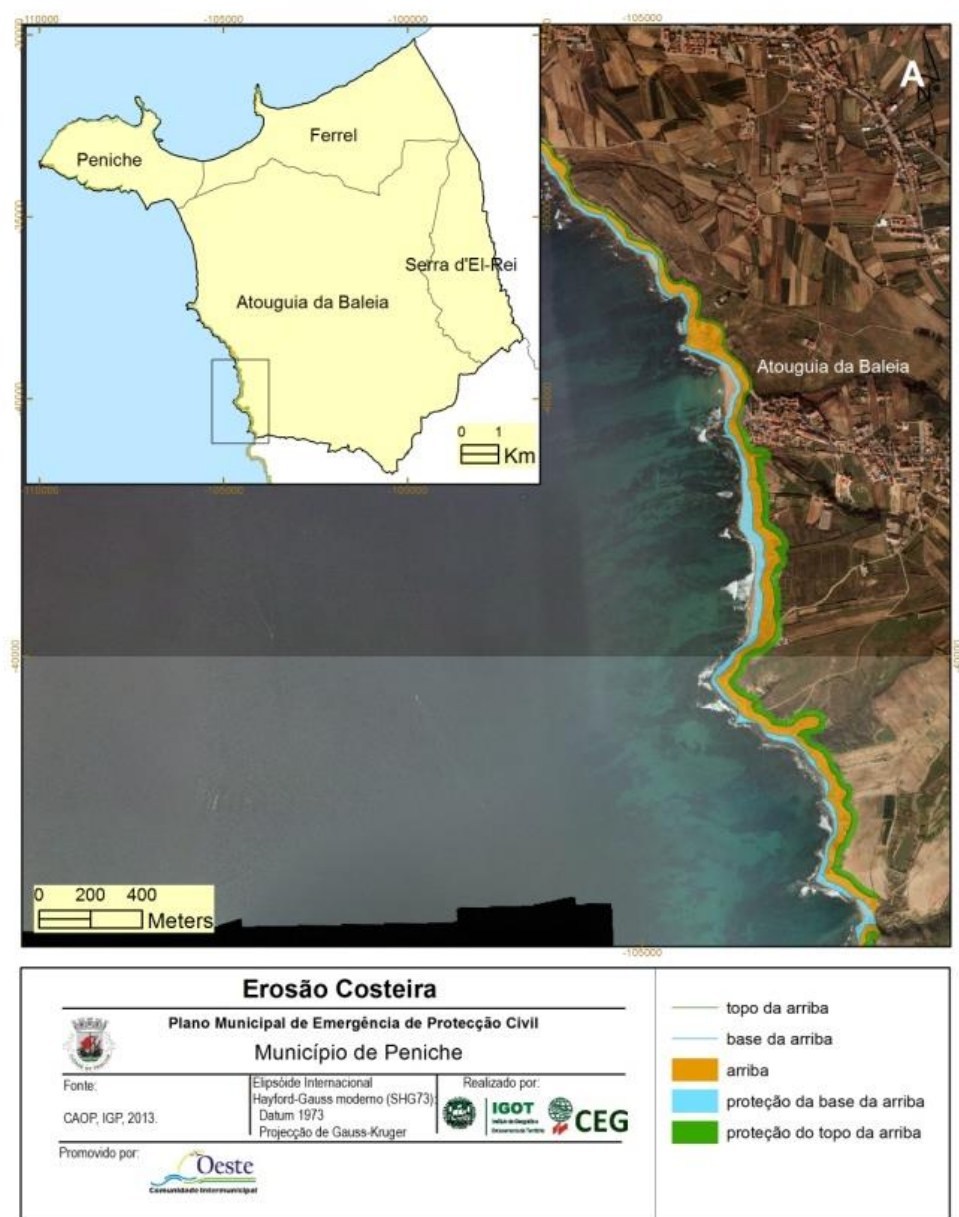 -110000
-105000
-100000
-105000
A
Ferrel
Peniche
Serra d'El-Rei
Atouguia da Baleia
Atouguia da Baleia
0 1
Km
-110000
-105000
-100000
-40000
-40000
0 200 400
Meters
-105000
Erosão Costeira
Plano Municipal de Emergência de Protecção Civil
Município de Peniche
Fonte:
CAOP, IGP, 2013.
Elipsóide Internacional
Hayford-Gauss moderno (SHG73):
Datum 1973
Projecção de Gauss-Kruger
Realizado por:
IGOT
CEG
Promovido por:
Oeste
Comunidade Intermunicipal
topo da arriba
base da arriba
arriba
proteção da base da arriba
proteção do topo da arriba